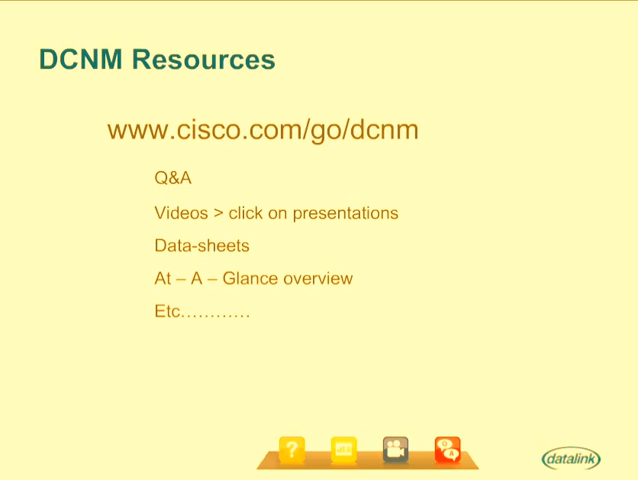 DCNM Resources
www.cisco.com/go/dcnm
Q&A
Videos > click on presentations
Data-sheets
At – A – Glance overview
Etc…………
?
Q
A
datalink